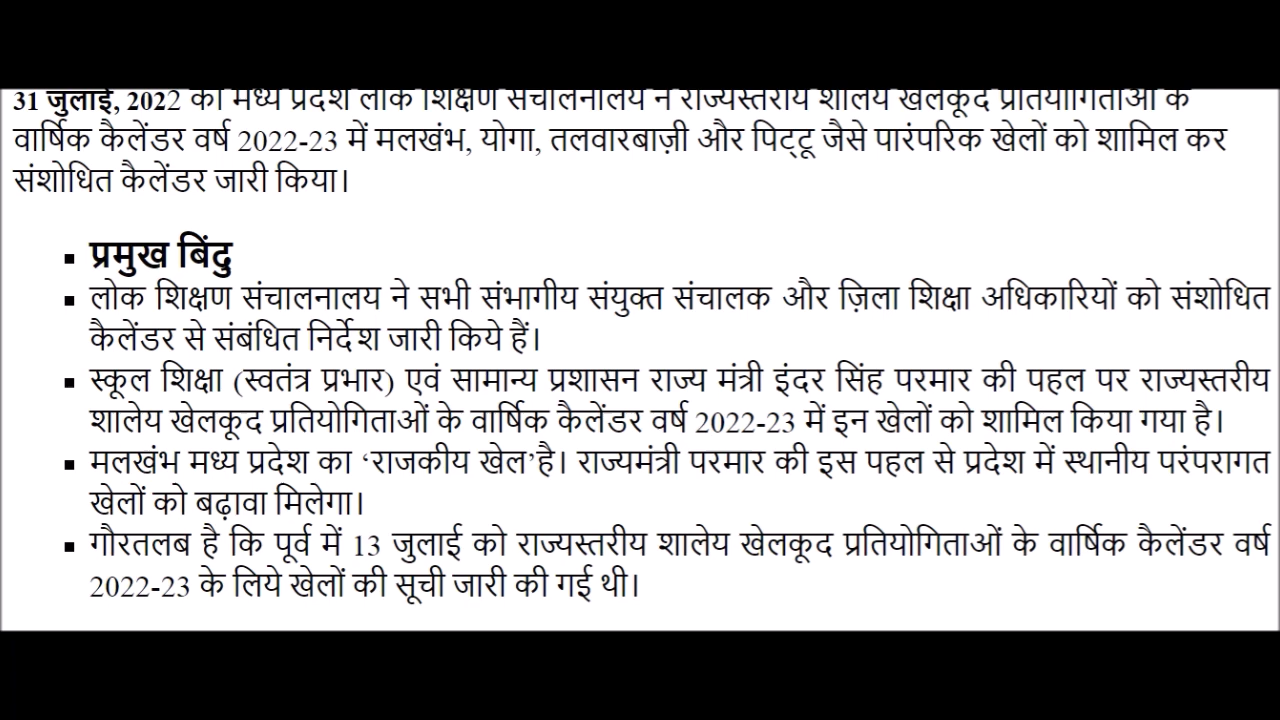 31 जुलाई, 2022 को मध्य प्रदेश लोक शिक्षण संचालनालय ने राज्यस्तरीय शालेय खेलकूद प्रतियोगिताओं के
वार्षिक कैलेंडर वर्ष 2022-23 में मलखंभ, योगा, तलवारबाज़ी और पिट्टू जैसे पारंपरिक खेलों को शामिल कर
संशोधित कैलेंडर जारी किया।
▪ प्रमुख बिंदु
▪ लोक शिक्षण संचालनालय ने सभी संभागीय संयुक्त संचालक और ज़िला शिक्षा अधिकारियों को संशोधित
कैलेंडर से संबंधित निर्देश जारी किये हैं।
▪ स्कूल शिक्षा (स्वतंत्र प्रभार) एवं सामान्य प्रशासन राज्य मंत्री इंदर सिंह परमार की पहल पर राज्यस्तरीय
शालेय खेलकूद प्रतियोगिताओं के वार्षिक कैलेंडर वर्ष 2022-23 में इन खेलों को शामिल किया गया है।
▪ मलखंभ मध्य प्रदेश का ‘राजकीय खेल’है। राज्यमंत्री परमार की इस पहल से प्रदेश में स्थानीय परंपरागत
खेलों को बढ़ावा मिलेगा।
▪ गौरतलब है कि पूर्व में 13 जुलाई को राज्यस्तरीय शालेय खेलकूद प्रतियोगिताओं के वार्षिक कैलेंडर वर्ष
2022-23 के लिये खेलों की सूची जारी की गई थी।